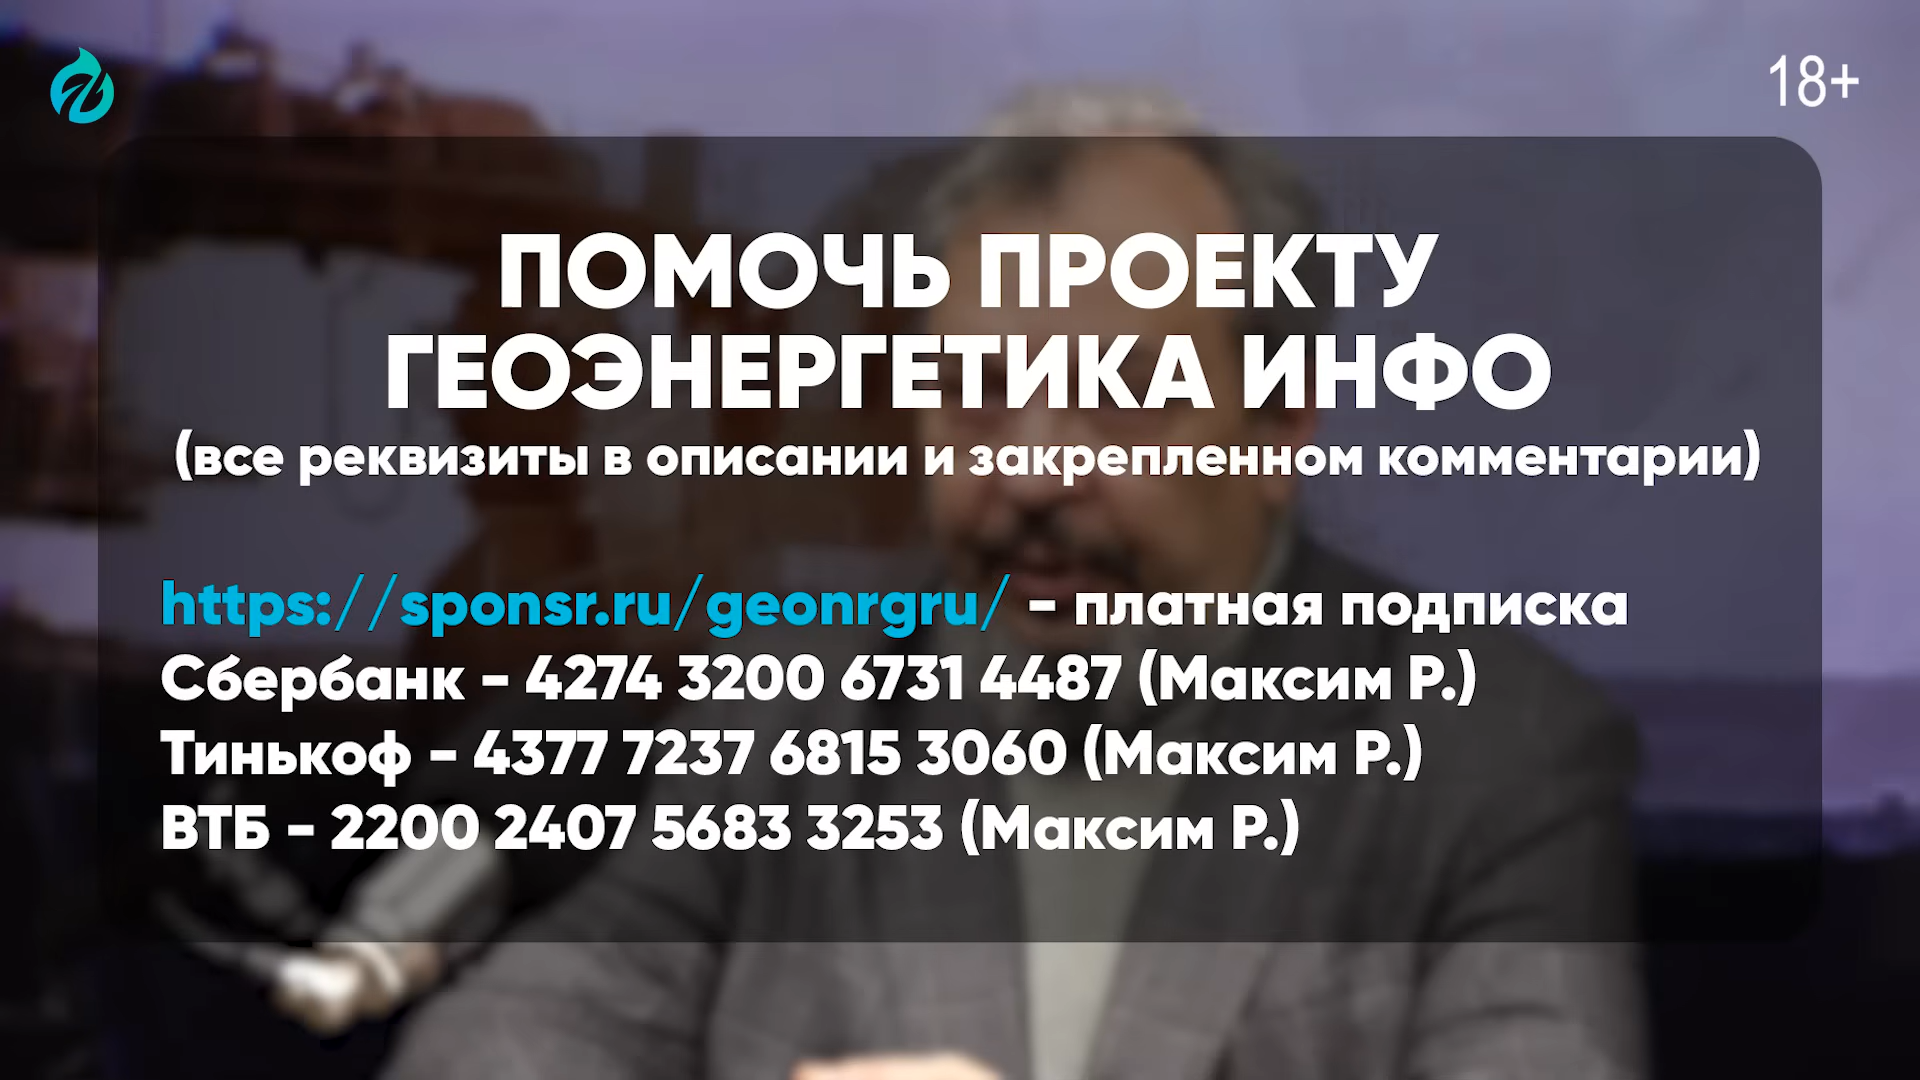 18+
ПОМОЧЬ ПРОЕКТУ
ГЕОЭНЕРГЕТИКА ИНФО
(все реквизиты в описании и закрепленном комментарии)
https://sponsr.ru/geonrgru/ - платная подписка
Сбербанк - 4274 3200 6731 4487 (Максим Р.)
Тинькоф - 4377 7237 6815 3060 (Максим Р.)
ВТБ - 2200 2407 5683 3253 (Максим Р.)